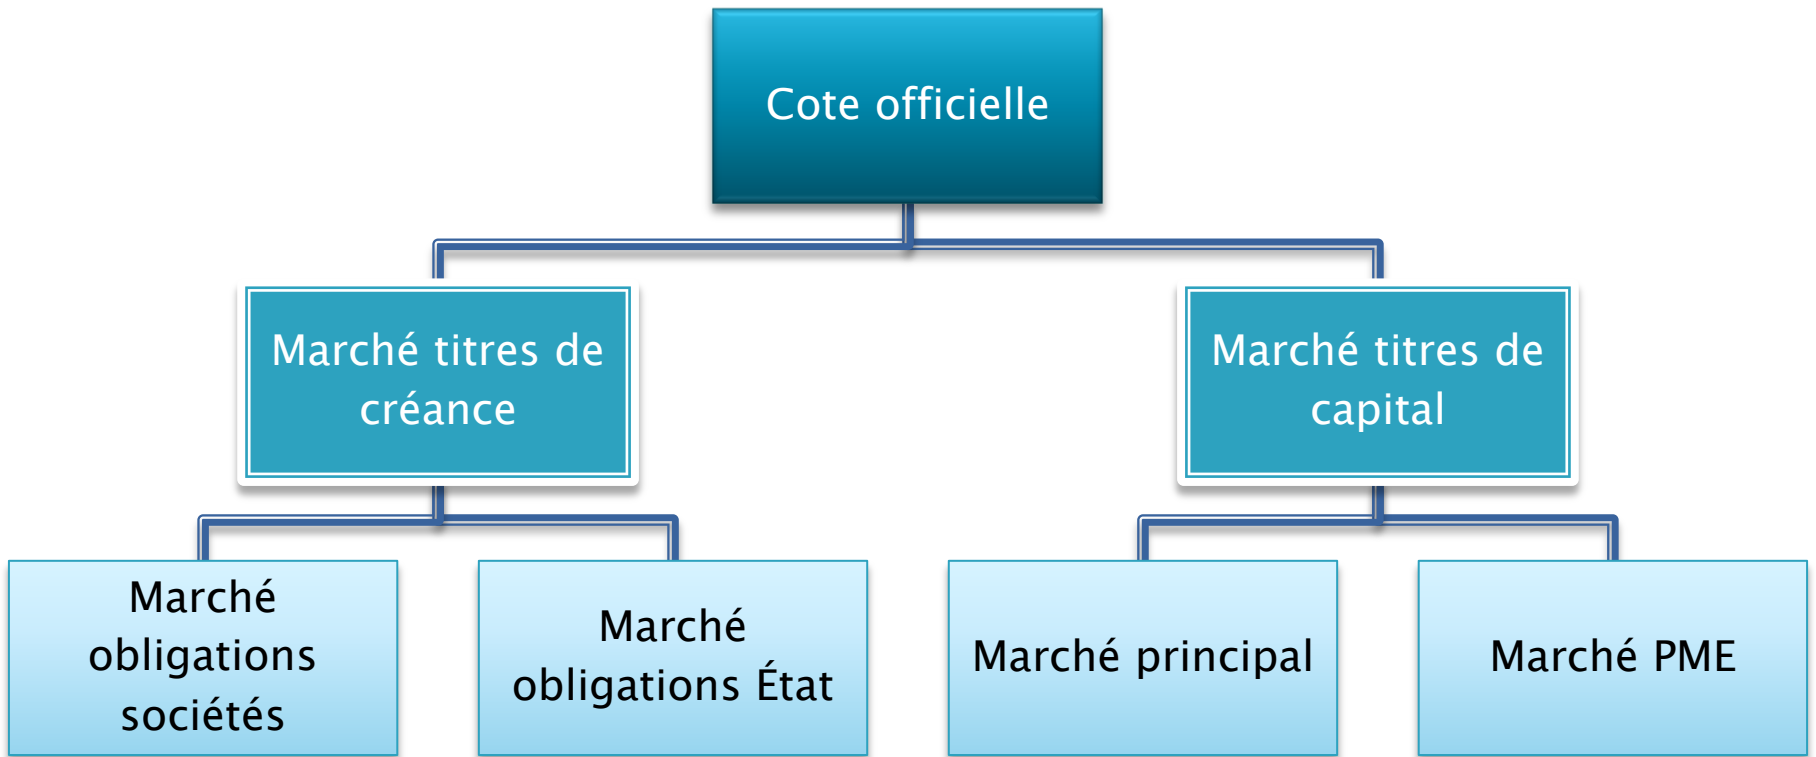 Cote officielle
Marché titres de
créance
Marché titres de
capital
Marché
obligations
sociétés
Marché
obligations État
Marché principal
Marché PME